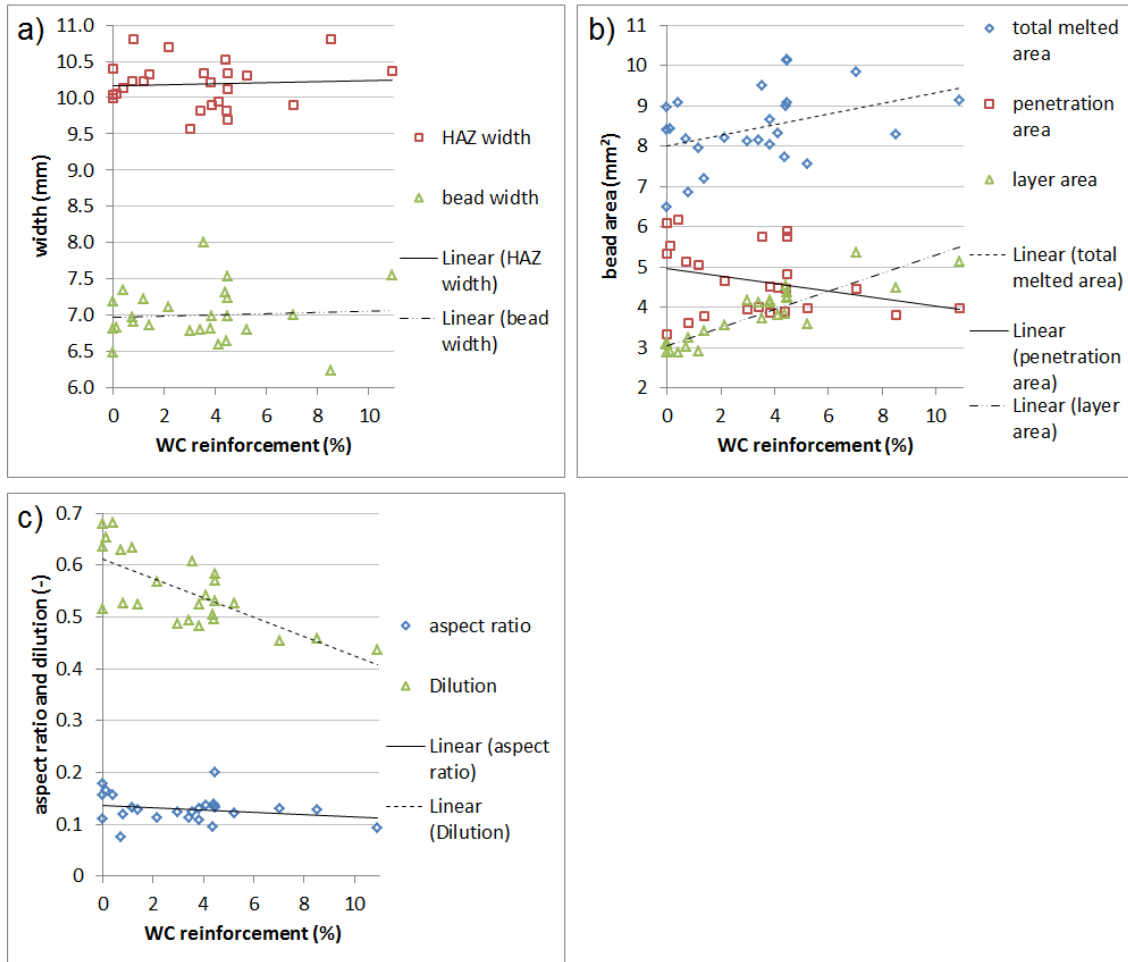 a)
11.0
10.5
10.0
9.5
9.0
8.5
8.0
7.5
7.0
6.5
6.0
width (mm)
0 2 4 6 8 10
WC reinforcement (%)
HAZ width
bead width
Linear (HAZ
width)
Linear (bead
width)
b)
11
10
9
8
7
6
5
4
3
2
bead area (mm²)
0 2 4 6 8 10
WC reinforcement (%)
total melted
area
penetration
area
layer area
Linear (total
melted area)
Linear
(penetration
area)
Linear (layer
area)
c)
0.7
0.6
0.5
0.4
0.3
0.2
0.1
0
aspect ratio and dilution (-)
0 2 4 6 8 10
WC reinforcement (%)
aspect ratio
Dilution
Linear (aspect
ratio)
Linear
(Dilution)